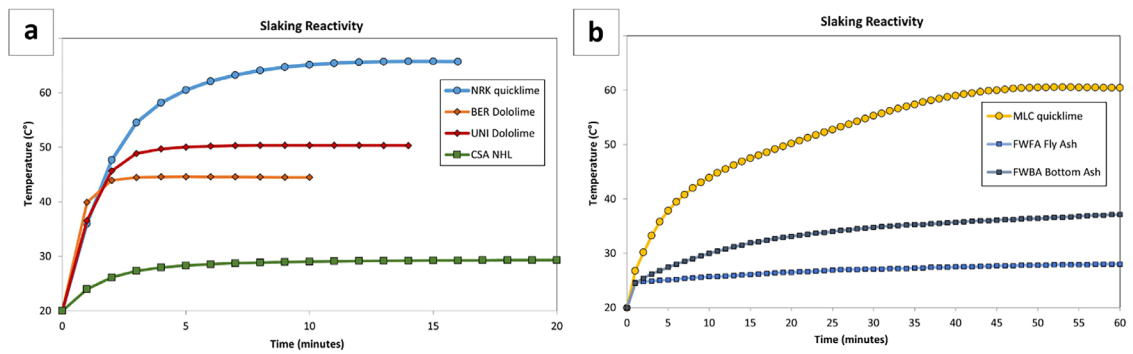 a
Slaking Reactivity
Temperature (C°)
60
50
40
30
20
0
5
10
15
20
Time (minutes)
NRK quicklime
BER Dololime
UNI Dololime
CSA NHL
b
Slaking Reactivity
Temperature (C°)
60
50
40
30
20
0
5
10
15
20
25
30
35
40
45
50
55
60
Time (minutes)
MLC quicklime
FWFA Fly Ash
FWBA Bottom Ash